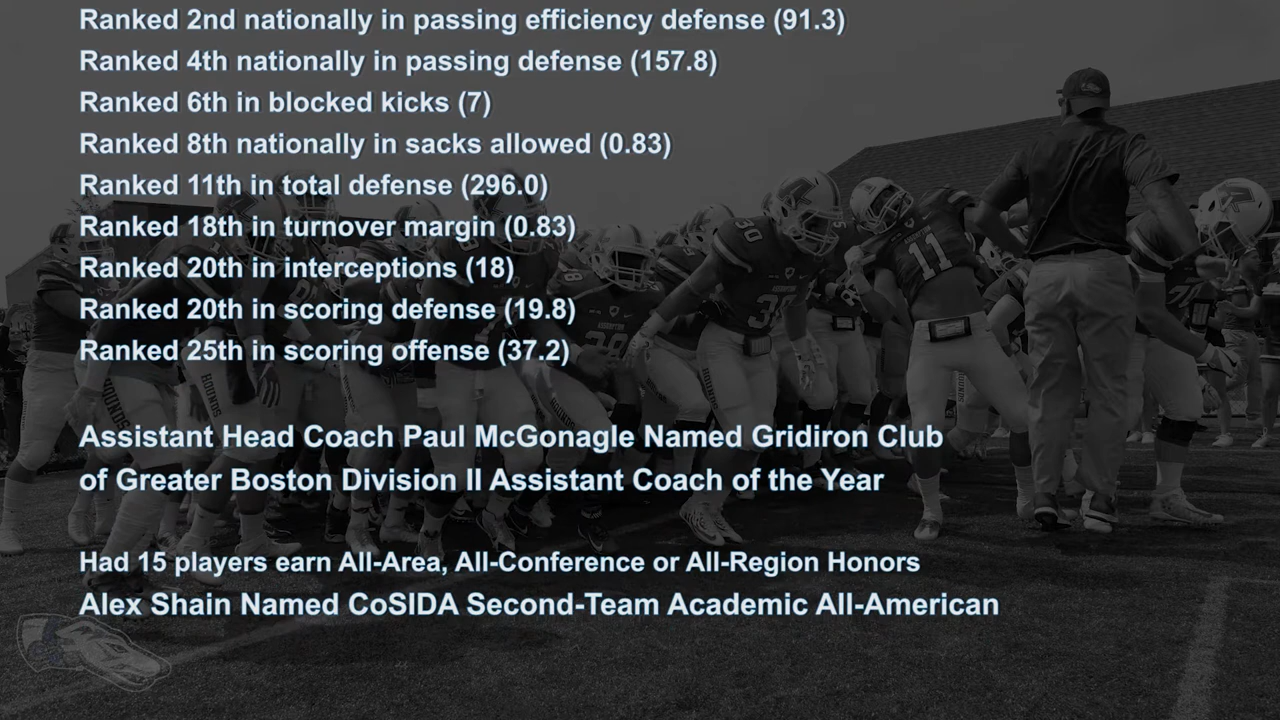 Ranked 2nd nationally in passing efficiency defense (91.3)
Ranked 4th nationally in passing defense (157.8)
Ranked 6th in blocked kicks (7)
Ranked 8th nationally in sacks allowed (0.83)
Ranked 11th in total defense (296.0)
Ranked 18th in turnover margin (0.83)
Ranked 20th in interceptions (18)
Ranked 20th in scoring defense (19.8)
Ranked 25th in scoring offense (37.2)
Assistant Head Coach Paul McGonagle Named Gridiron Club
of Greater Boston Division II Assistant Coach of the Year
Had 15 players earn All-Area, All-Conference or All-Region Honors
Alex Shain Named CoSIDA Second-Team Academic All-American
30
11
HOUNDS
HOUNDS